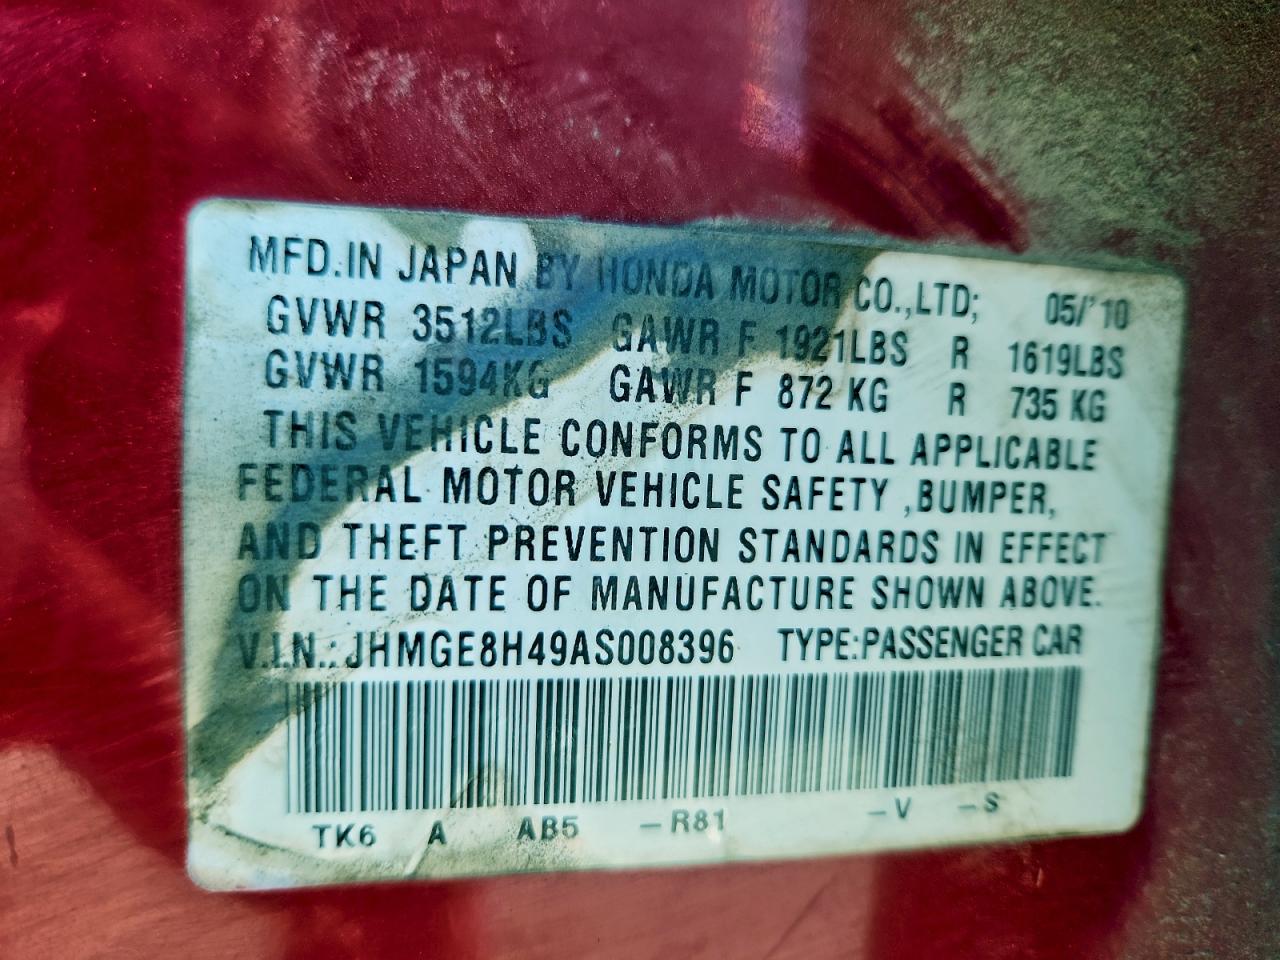 MFD.IN JAPAN BY HONDA MOTOR CO.,LTD; 05/'10
GVWR 3512LBS GAWR F 1921LBS R 1619LBS
GVWR 1594KG GAWR F 872 KG R 735 KG
THIS VEHICLE CONFORMS TO ALL APPLICABLE
FEDERAL MOTOR VEHICLE SAFETY ,BUMPER,
AND THEFT PREVENTION STANDARDS IN EFFECT
ON THE DATE OF MANUFACTURE SHOWN ABOVE.
V.I.N.: JHMGE8H49AS008396 TYPE:PASSENGER CAR
TK6 A AB5 –R81 –V –S